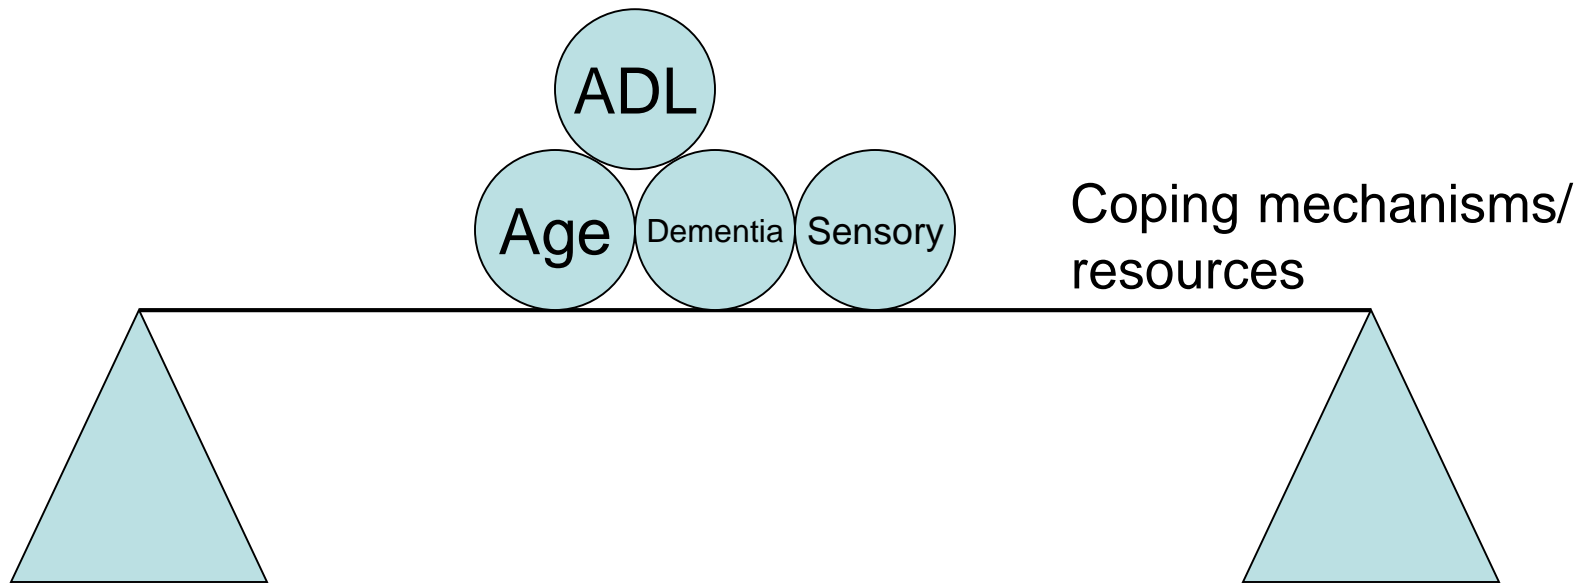 ADL
Age
Dementia
Sensory
Coping mechanisms/
resources